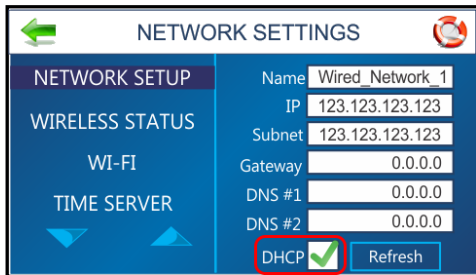 NETWORK SETTINGS
NETWORK SETUP
WIRELESS STATUS
WI-FI
TIME SERVER
Name Wired_Network_1
IP 123.123.123.123
Subnet 123.123.123.123
Gateway 0.0.0.0
DNS #1 0.0.0.0
DNS #2 0.0.0.0
DHCP Refresh